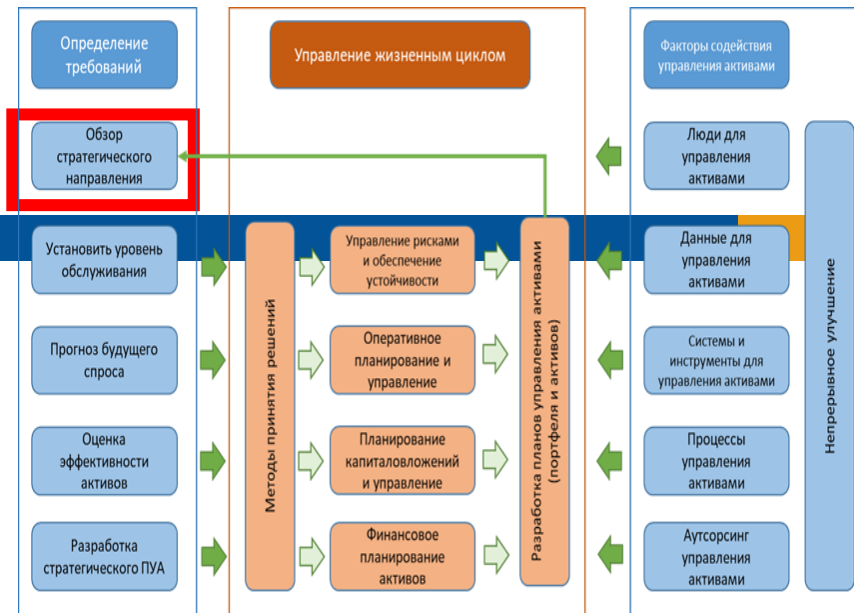 Определение
требований
Обзор
стратегического
направления
Установить уровень
обслуживания
Прогноз будущего
спроса
Оценка
эффективности
активов
Разработка
стратегического ПУА
Управление жизненным циклом
Методы принятия решений
Управление рисками
и обеспечение
устойчивости
Оперативное
планирование и
управление
Планирование
капиталовложений
и управление
Финансовое
планирование
активов
Разработка планов управления активами
(портфеля и активов)
Факторы содействия
управления активами
Люди для
управления
активами
Данные для
управления
активами
Системы и
инструменты для
управления активами
Процессы
управления
активами
Аутсорсинг
управления
активами
Непрерывное улучшение